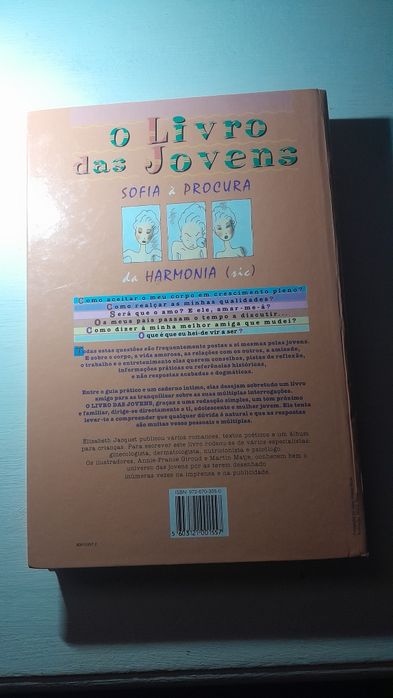 O Livro
das Jovens
SOFIA à PROCURA
da HARMONIA (sic)
Como aceitar o meu corpo em crescimento pleno?
Como realçar as minhas qualidades?
Será que o amo? E ele, amar-me-á?
Os meus pais passam o tempo a discutir...
Como dizer à minha melhor amiga que mudei?
O que é que eu hei-de vir a ser?
Todas estas questões são frequentemente postas a si mesmas pelas jovens.
E sobre o corpo, a vida amorosa, as relações com os outros, a amizade,
o trabalho e o entretenimento elas querem conselhos, pistas de reflexão,
informações práticas ou referências históricas,
e não respostas acabadas e dogmáticas.
Entre o guia prático e um caderno íntimo, elas desejam sobretudo um livro
amigo para as tranquilizar sobre as suas múltiplas interrogações.
O LIVRO DAS JOVENS, graças a uma redacção simples, um tom próximo
e familiar, dirige-se directamente a ti, adolescente e mulher jovem. Ele tenta
levar-te a compreender que qualquer dúvida é natural e que as respostas
são muitas vezes pessoais e múltiplas.
Élisabeth Jacquet publicou vários romances, textos poéticos e um álbum
para crianças. Para escrever este livro rodeou-se de vários especialistas:
ginecologista, dermatologista, nutricionista e psicólogo.
Os ilustradores, Annie-France Giroud e Martin Matje, conhecem bem o
universo das jovens por as terem desenhado
inúmeras vezes na imprensa e na publicidade.
5603121001557